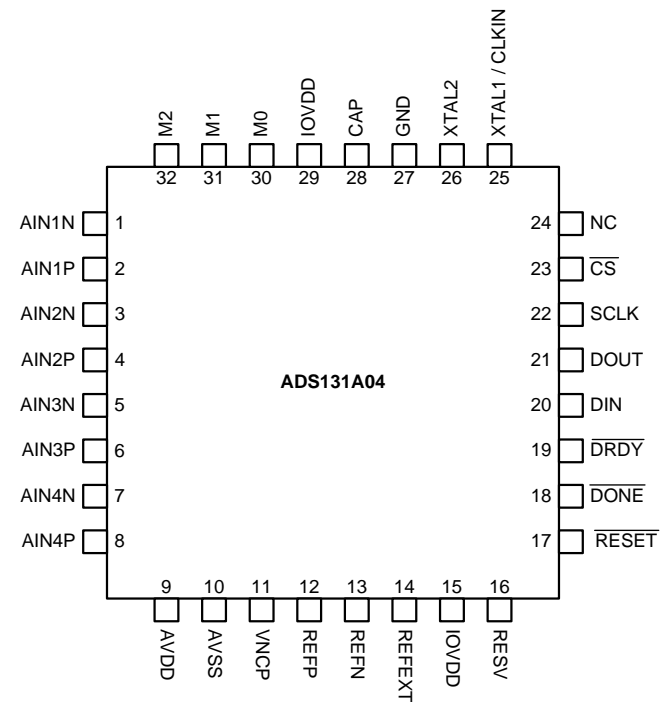 M2
M1
M0
IOVDD
CAP
GND
XTAL2
XTAL1 / CLKIN
32
31
30
29
28
27
26
25
AIN1N 1
AIN1P 2
AIN2N 3
AIN2P 4
AIN3N 5
AIN3P 6
AIN4N 7
AIN4P 8
ADS131A04
24 NC
23 CS
22 SCLK
21 DOUT
20 DIN
19 DRDY
18 DONE
17 RESET
9
10
11
12
13
14
15
16
AVDD
AVSS
VNCP
REFP
REFN
REFEXT
IOVDD
RESV